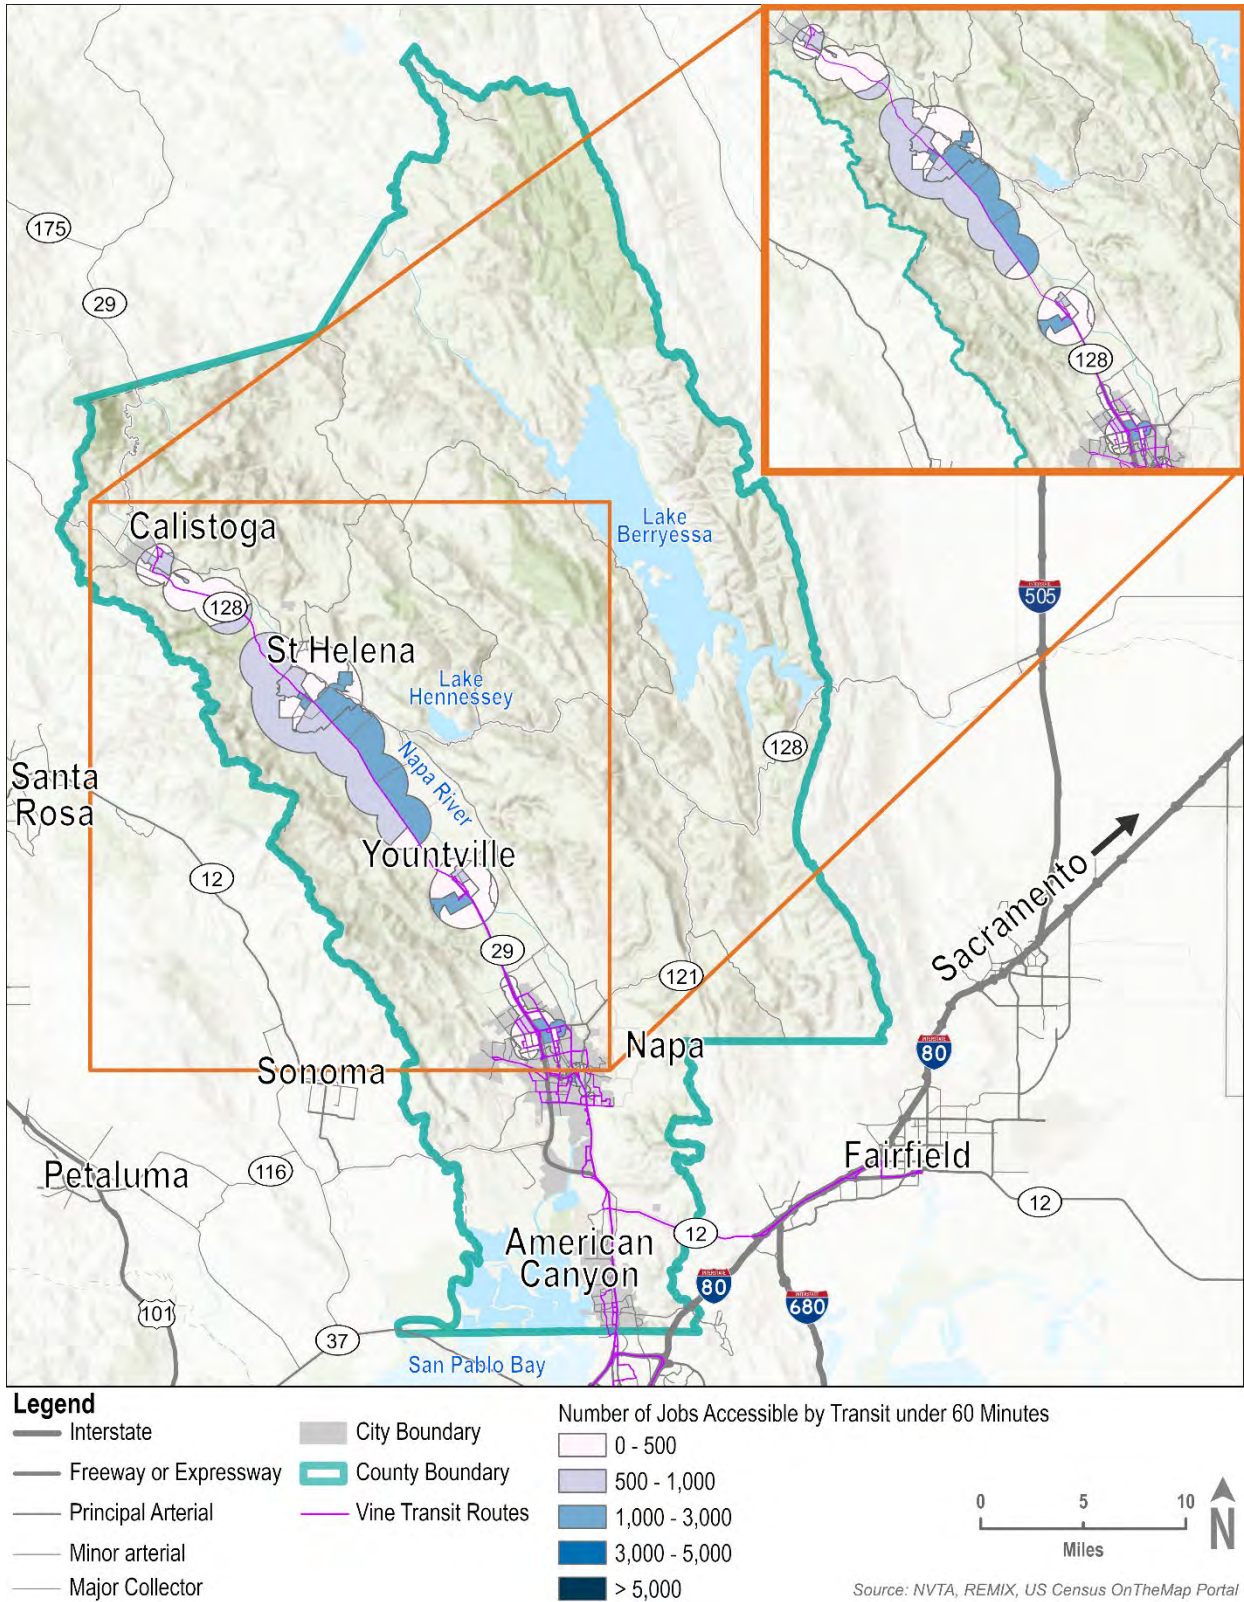 128
175
29
Lake
Berryessa
Calistoga
INTERSTATE
505
128
St Helena
Lake
Hennessey
128
Napa River
Santa
Rosa
Yountville
12
Sacramento
29
121
Napa
INTERSTATE
80
Sonoma
Fairfield
Petaluma
116
12
12
American
Canyon
INTERSTATE
80
INTERSTATE
680
101
37
San Pablo Bay
Legend
Interstate
Freeway or Expressway
Principal Arterial
Minor arterial
Major Collector
City Boundary
County Boundary
Vine Transit Routes
Number of Jobs Accessible by Transit under 60 Minutes
0 - 500
500 - 1,000
1,000 - 3,000
3,000 - 5,000
> 5,000
0 5 10
Miles
N
Source: NVTA, REMIX, US Census OnTheMap Portal